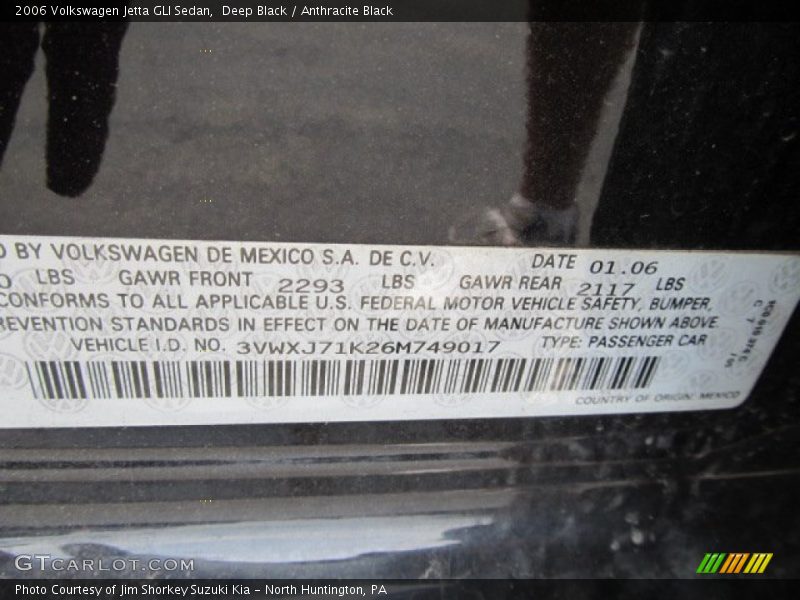 2006 Volkswagen Jetta GLI Sedan,  Deep Black / Anthracite Black
BY VOLKSWAGEN DE MEXICO S.A. DE C.V. DATE 01.06
0 LBS GAWR FRONT 2293 LBS GAWR REAR 2117 LBS
CONFORMS TO ALL APPLICABLE U.S. FEDERAL MOTOR VEHICLE SAFETY, BUMPER,
REVENTION STANDARDS IN EFFECT ON THE DATE OF MANUFACTURE SHOWN ABOVE.
VEHICLE I.D. NO. 3VWXJ71K26M749017 TYPE: PASSENGER CAR
COUNTRY OF ORIGIN: MEXICO
GTCARLOT.COM
Photo Courtesy of Jim Shorkey Suzuki Kia – North Huntington, PA